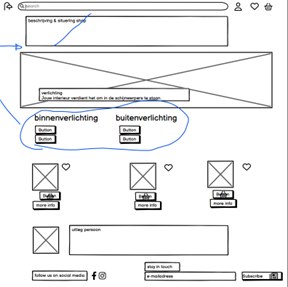 search
beschrijving & situering shop
verlichting
Jouw interieur verdient het om in de schijnwerpers te staan
binnenverlichting
buitenverlichting
Button
Button
Button
Button
Button
more info
more info
more info
uitleg persoon
stay in touch
follow us on social media
e-mailadress
Subscribe